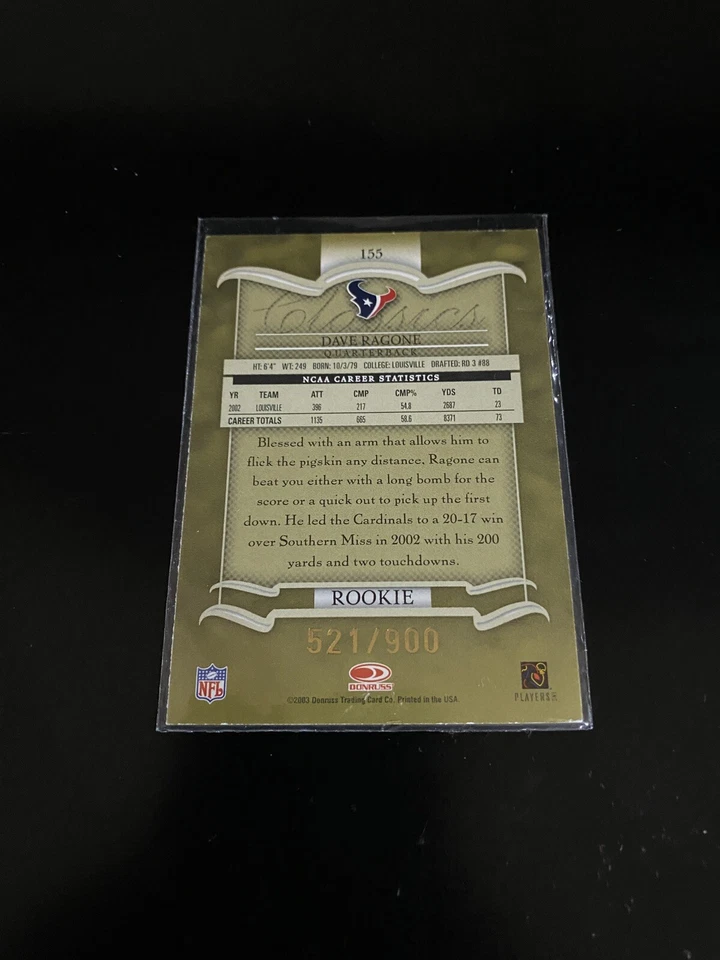 155
Classics
DAVE RAGONE
QUARTERBACK
HT: 6'4" WT: 249 BORN: 10/3/79 COLLEGE: LOUISVILLE DRAFTED: RD 3 #88
NCAA CAREER STATISTICS
YR TEAM ATT CMP CMP% YDS TD
2002 LOUISVILLE 396 217 54.8 2687 23
CAREER TOTALS 1135 665 58.6 8371 73
Blessed with an arm that allows him to
flick the pigskin any distance, Ragone can
beat you either with a long bomb for the
score or a quick out to pick up the first
down. He led the Cardinals to a 20-17 win
over Southern Miss in 2002 with his 200
yards and two touchdowns.
ROOKIE
521/900
NFL
DONRUSS
PLAYERS INC
©2003 Donruss Trading Card Co. Printed in the USA